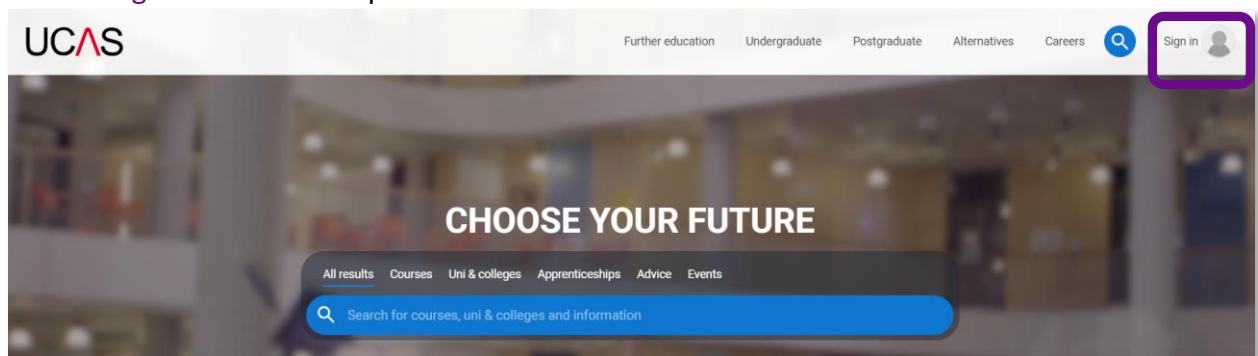 UCAS
Further education Undergraduate Postgraduate Alternatives Careers Sign in
CHOOSE YOUR FUTURE
All results Courses Uni & colleges Apprenticeships Advice Events
Search for courses, uni & colleges and information